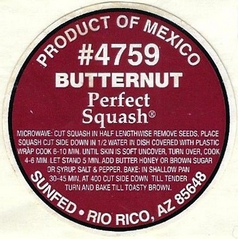 PRODUCT OF MEXICO
#4759
BUTTERNUT
Perfect
Squash®
MICROWAVE: CUT SQUASH IN HALF LENGTHWISE REMOVE SEEDS. PLACE
SQUASH CUT SIDE DOWN IN 1/2 WATER IN DISH COVERED WITH PLASTIC
WRAP COOK 8-10 MIN. UNTIL SKIN IS SOFT UNCOVER, TURN OVER, COOK
4-6 MIN. LET STAND 5 MIN. ADD BUTTER HONEY OR BROWN SUGAR
OR SYRUP, SALT & PEPPER. BAKE: IN SHALLOW PAN
30-45 MIN. AT 400 CUT SIDE DOWN TILL TENDER
TURN AND BAKE TILL TOASTY BROWN.
SUNFED • RIO RICO, AZ 85648